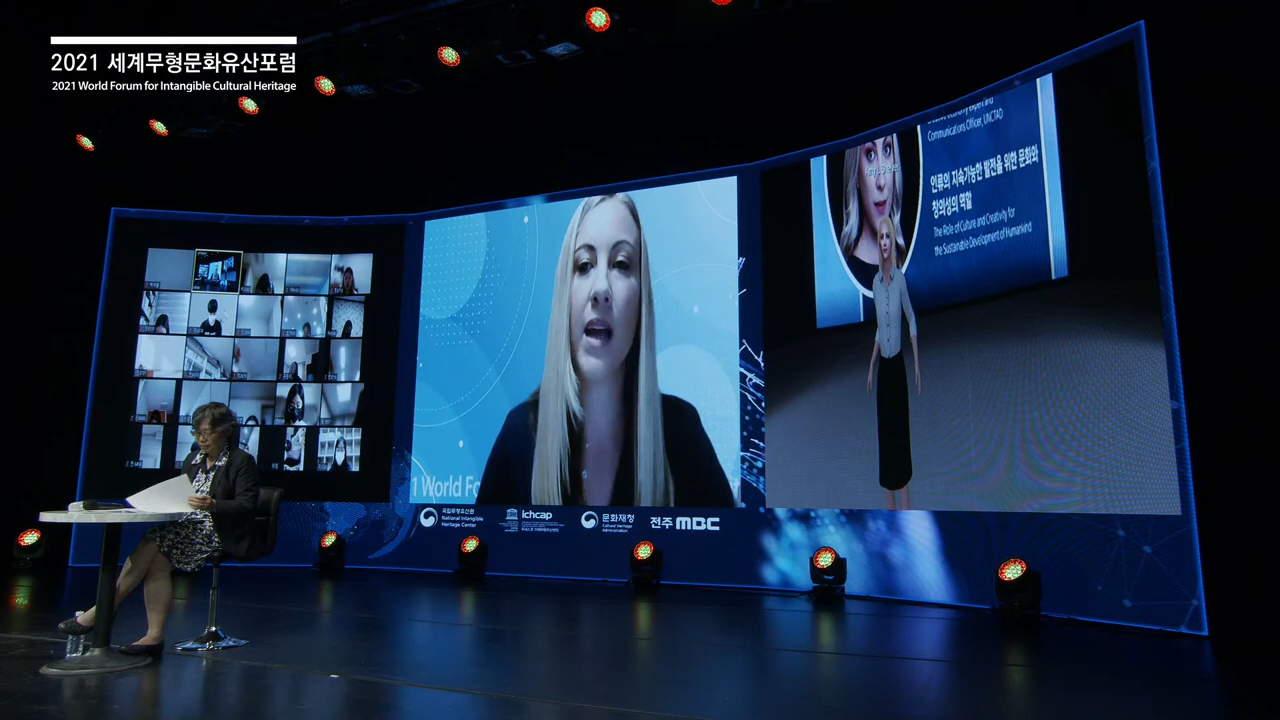 2021 세계무형문화유산포럼
2021 World Forum for Intangible Cultural Heritage
Creative economy expert and
Communications Officer, UNCTAD
인류의 지속가능한 발전을 위한 문화와
창의성의 역할
The Role of Culture and Creativity for
the Sustainable Development of Humankind
1 World Fo
국립무형유산원
National Intangible
Heritage Center
ichcap
문화재청
Cultural Heritage
Administration
전주 MBC